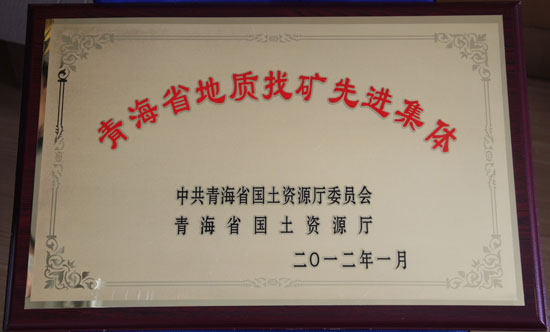 青海省地质找矿先进集体
中共青海省国土资源厅委员会
青海省国土资源厅
二〇一二年一月